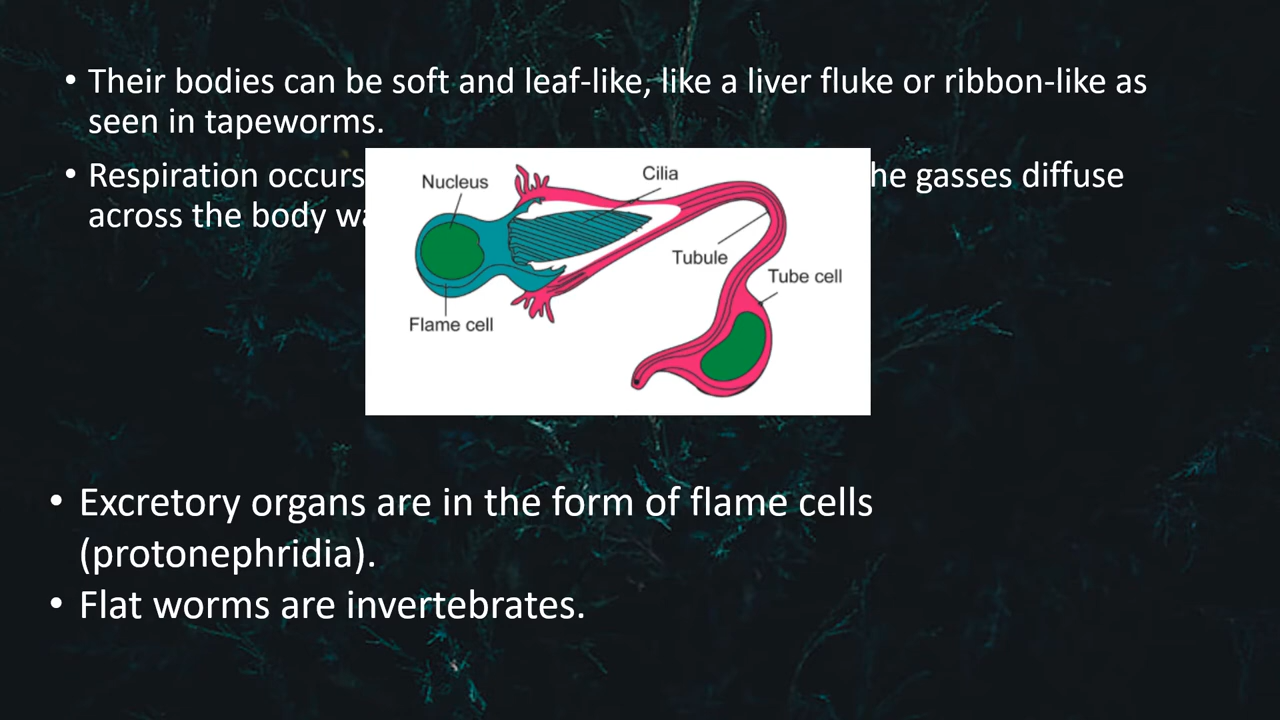 • Their bodies can be soft and leaf-like, like a liver fluke or ribbon-like as
seen in tapeworms.
• Respiration occurs he gasses diffuse
across the body
Nucleus
Cilia
Tubule
Tube cell
Flame cell
• Excretory organs are in the form of flame cells
(protonephridia).
• Flat worms are invertebrates.